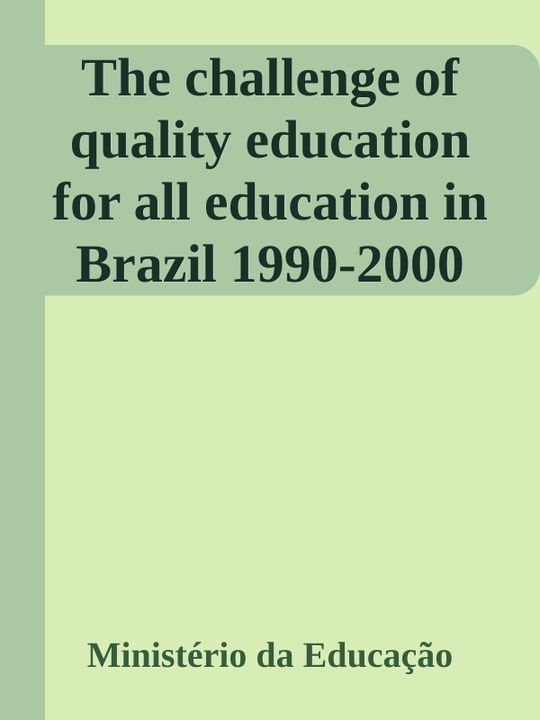 The challenge of
quality education
for all education in
Brazil 1990-2000
Ministério da Educação